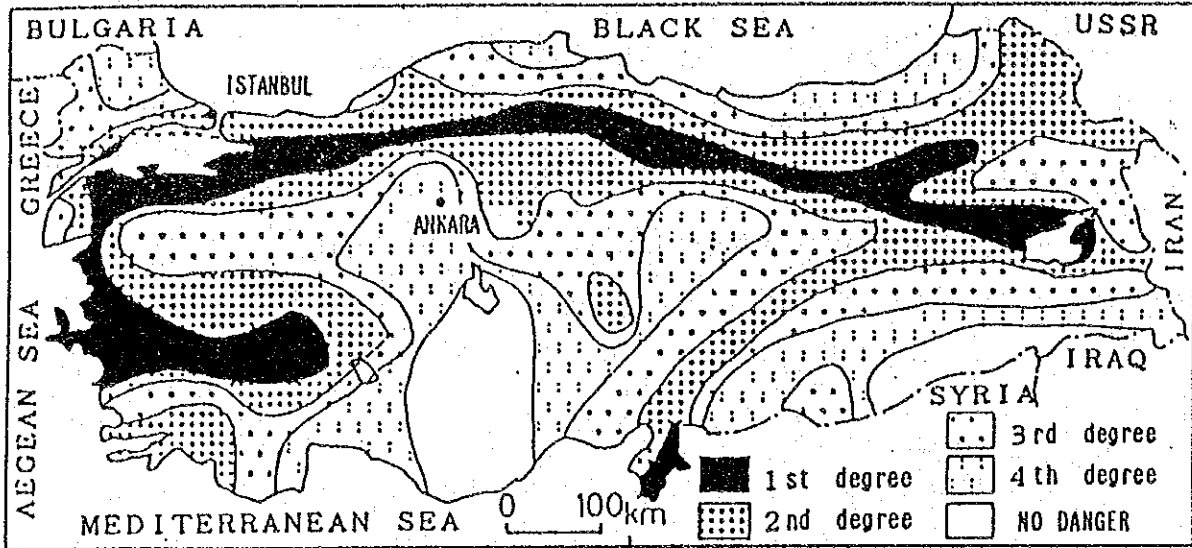 BULGARIA
BLACK SEA
USSR
ISTANBUL
GREECE
ANKARA
IRAN
AEGEAN SEA
IRAQ
SYRIA
3rd degree
1st degree
4th degree
MEDITERRANEAN SEA
0 100km
2nd degree
NO DANGER